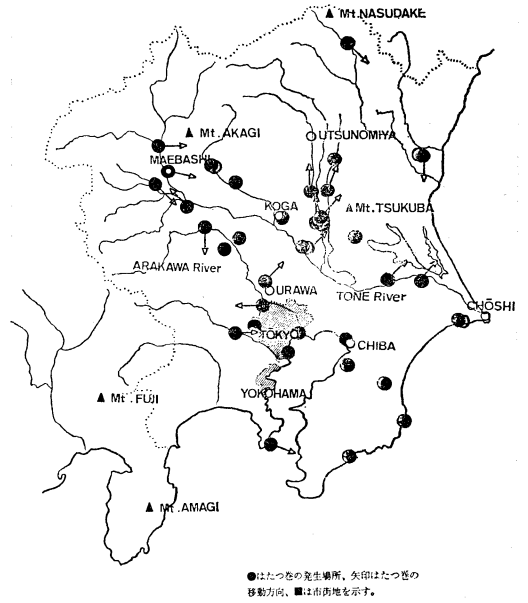 Mt.NASUDAKE
UTSUNOMIYA
Mt.AKAGI
MAEBASHI
KOGA
Mt.TSUKUBA
ARAKAWA River
URAWA
TONE River
CHŌSHI
TOKYO
CHIBA
Mt.FUJI
YOKOHAMA
Mt.AMAGI
●はたつ巻の発生場所、矢印はたつ巻の
移動方向、■は市街地を示す。